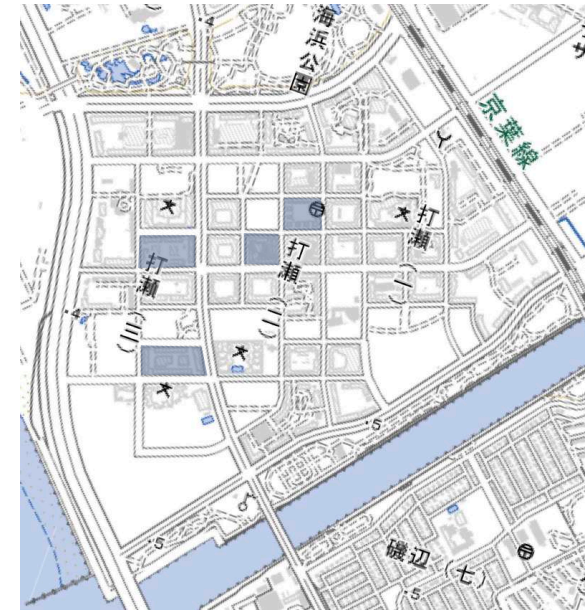 ・4
海浜公園
京葉線
打瀬（一）
打瀬（二）
打瀬（三）
・4
・5
・5
磯辺（七）
・5